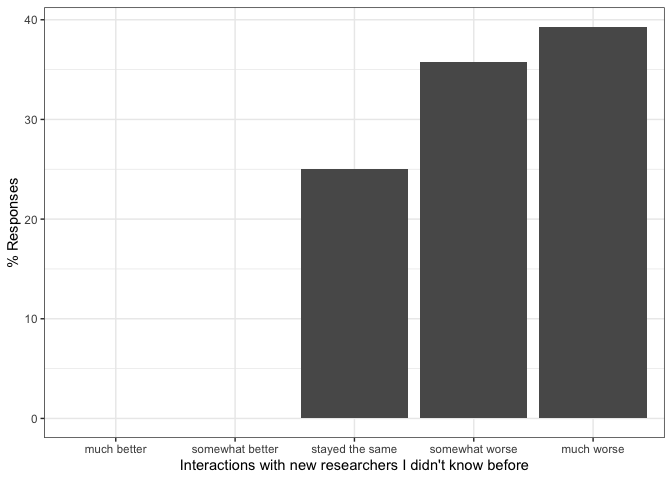 40
30
20
10
0
% Responses
much better
somewhat better
stayed the same
somewhat worse
much worse
Interactions with new researchers I didn't know before